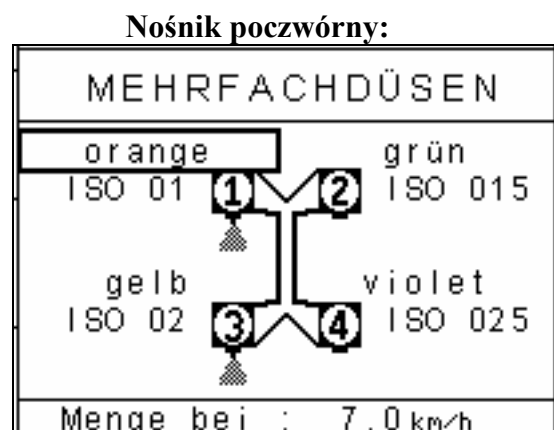 Nośnik poczwórny:
MEHRFACHDÜSEN
orange grün
ISO 01 1 2 ISO 015
gelb violet
ISO 02 3 4 ISO 025
Menge bei : 7.0 km/h